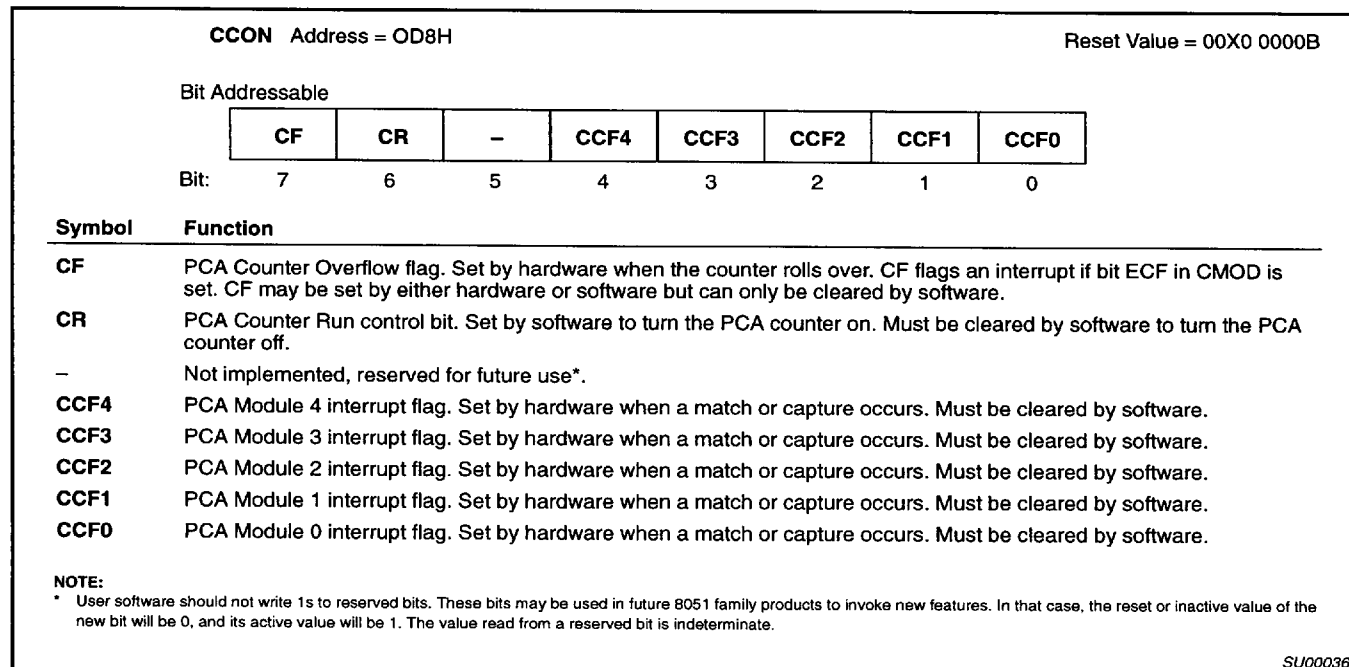 CCON Address = OD8H Reset Value = 00X0 0000B
Bit Addressable
CF CR – CCF4 CCF3 CCF2 CCF1 CCF0
Bit: 7 6 5 4 3 2 1 0
Symbol Function
CF PCA Counter Overflow flag. Set by hardware when the counter rolls over. CF flags an interrupt if bit ECF in CMOD is
set. CF may be set by either hardware or software but can only be cleared by software.
CR PCA Counter Run control bit. Set by software to turn the PCA counter on. Must be cleared by software to turn the PCA
counter off.
– Not implemented, reserved for future use*.
CCF4 PCA Module 4 interrupt flag. Set by hardware when a match or capture occurs. Must be cleared by software.
CCF3 PCA Module 3 interrupt flag. Set by hardware when a match or capture occurs. Must be cleared by software.
CCF2 PCA Module 2 interrupt flag. Set by hardware when a match or capture occurs. Must be cleared by software.
CCF1 PCA Module 1 interrupt flag. Set by hardware when a match or capture occurs. Must be cleared by software.
CCF0 PCA Module 0 interrupt flag. Set by hardware when a match or capture occurs. Must be cleared by software.
NOTE:
* User software should not write 1s to reserved bits. These bits may be used in future 8051 family products to invoke new features. In that case, the reset or inactive value of the
new bit will be 0, and its active value will be 1. The value read from a reserved bit is indeterminate.
SU00036